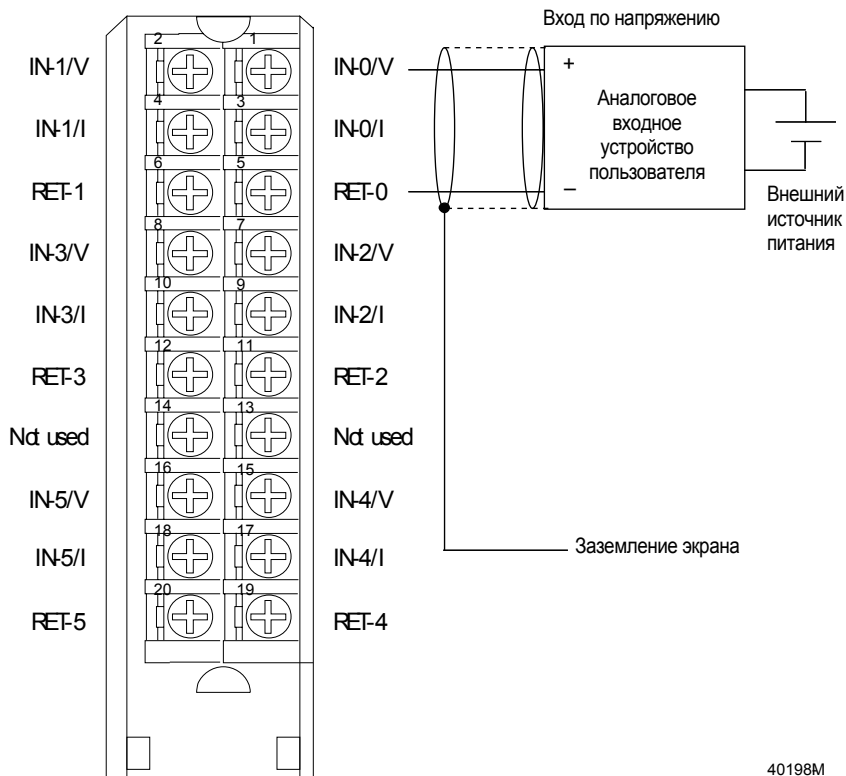 Вход по напряжению
2 1
IN-1/V
IN-0/V
+
4 3
IN-1/I
IN-0/I
Аналоговое
входное
устройство
пользователя
6 5
RET-1
RET-0
–
Внешний
источник
питания
8 7
IN-3/V
IN-2/V
10 9
IN-3/I
IN-2/I
12 11
RET-3
RET-2
14 13
Not used
Not used
16 15
IN-5/V
IN-4/V
18 17
IN-5/I
IN-4/I
Заземление экрана
20 19
RET-5
RET-4
40198M